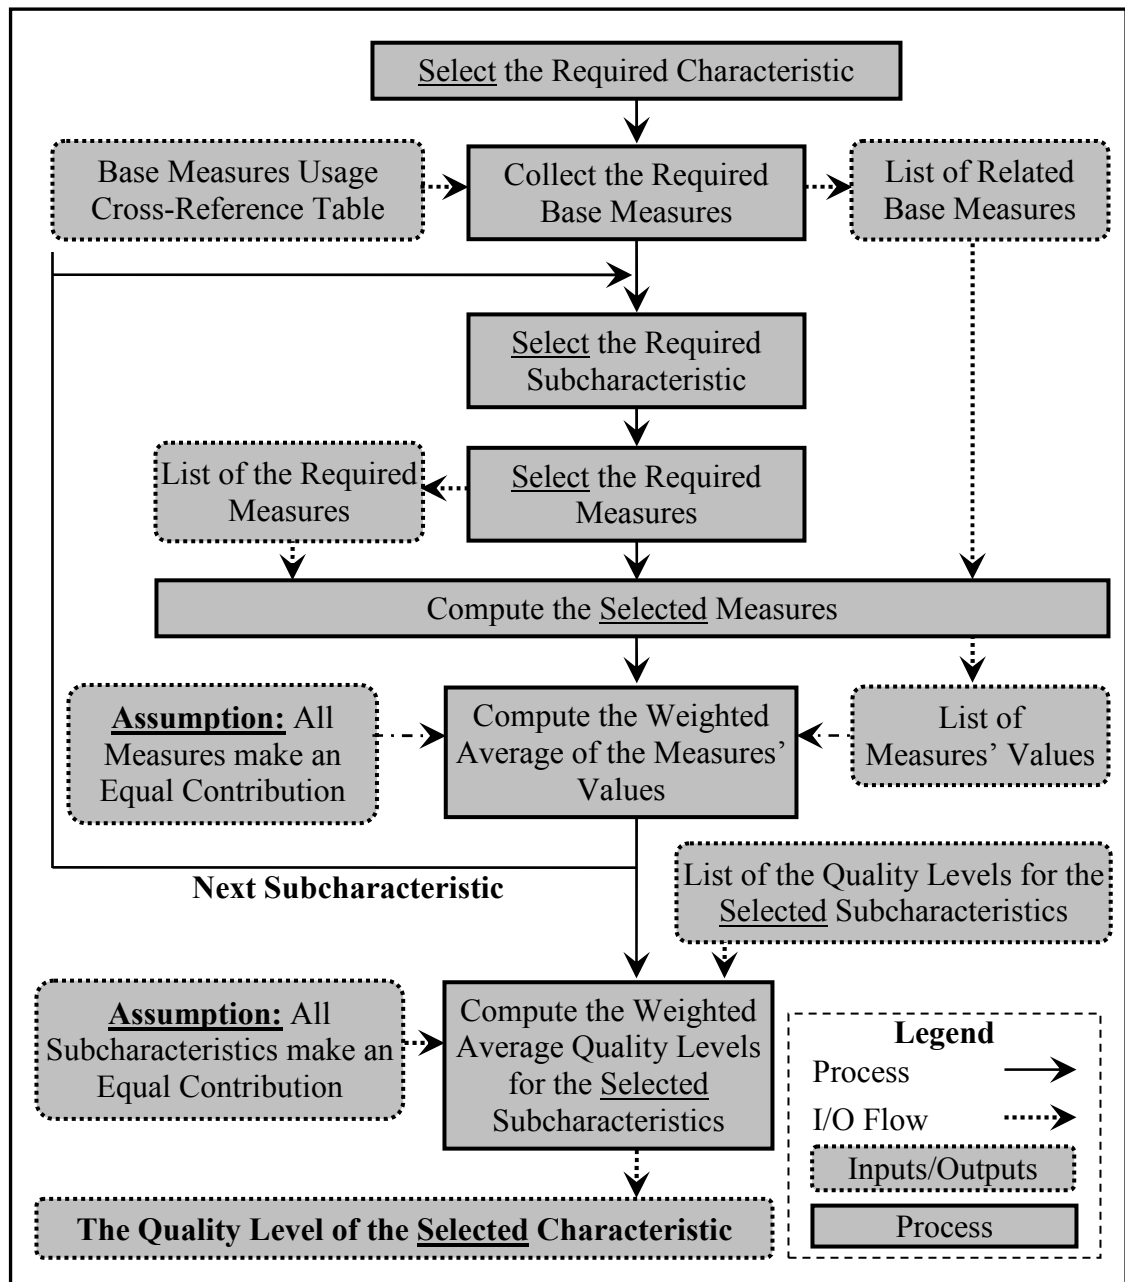 Select the Required Characteristic
Base Measures Usage
Cross-Reference Table
Collect the Required
Base Measures
List of Related
Base Measures
Select the Required
Subcharacteristic
List of the Required
Measures
Select the Required
Measures
Compute the Selected Measures
Assumption: All
Measures make an
Equal Contribution
Compute the Weighted
Average of the Measures’
Values
List of
Measures’ Values
Next Subcharacteristic
List of the Quality Levels for the
Selected Subcharacteristics
Assumption: All
Subcharacteristics make an
Equal Contribution
Compute the Weighted
Average Quality Levels
for the Selected
Subcharacteristics
Legend
Process
I/O Flow
Inputs/Outputs
Process
The Quality Level of the Selected Characteristic